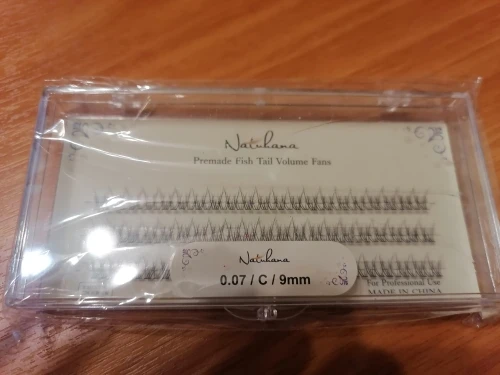 Natuhana
Premade Fish Tail Volume Fans
Natuhana
0.07 / C / 9mm
For Professional Use
MADE IN CHINA